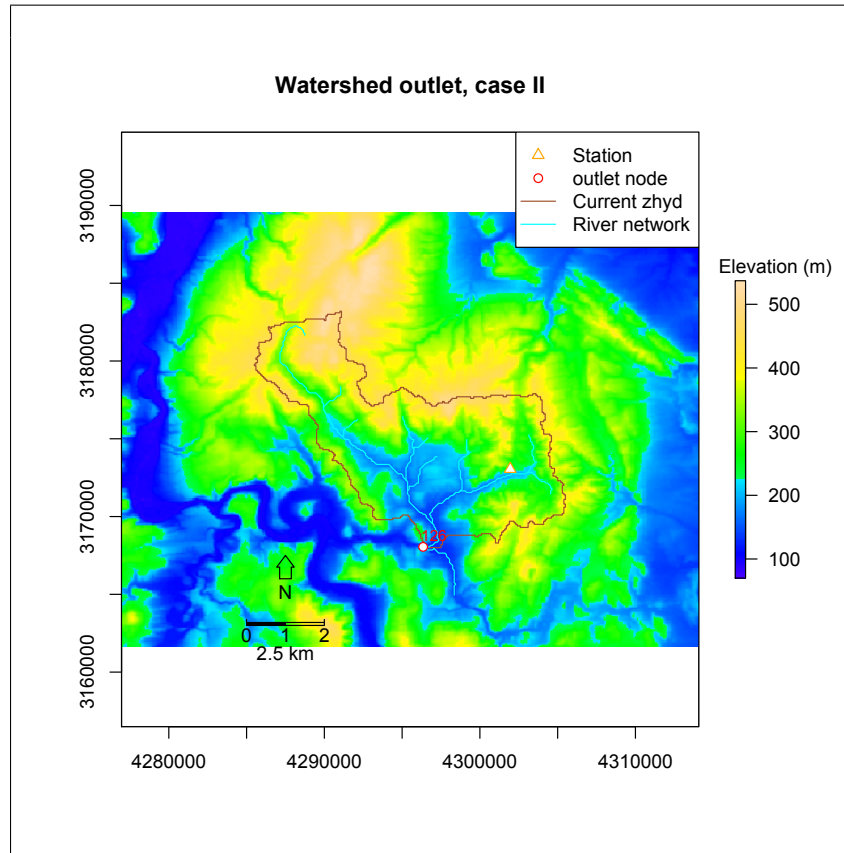 Watershed outlet, case II
Station
outlet node
Current zhyd
River network
Elevation (m)
500
400
300
200
100
3190000
3180000
3170000
3160000
N
0 1 2
2.5 km
4280000 4290000 4300000 4310000